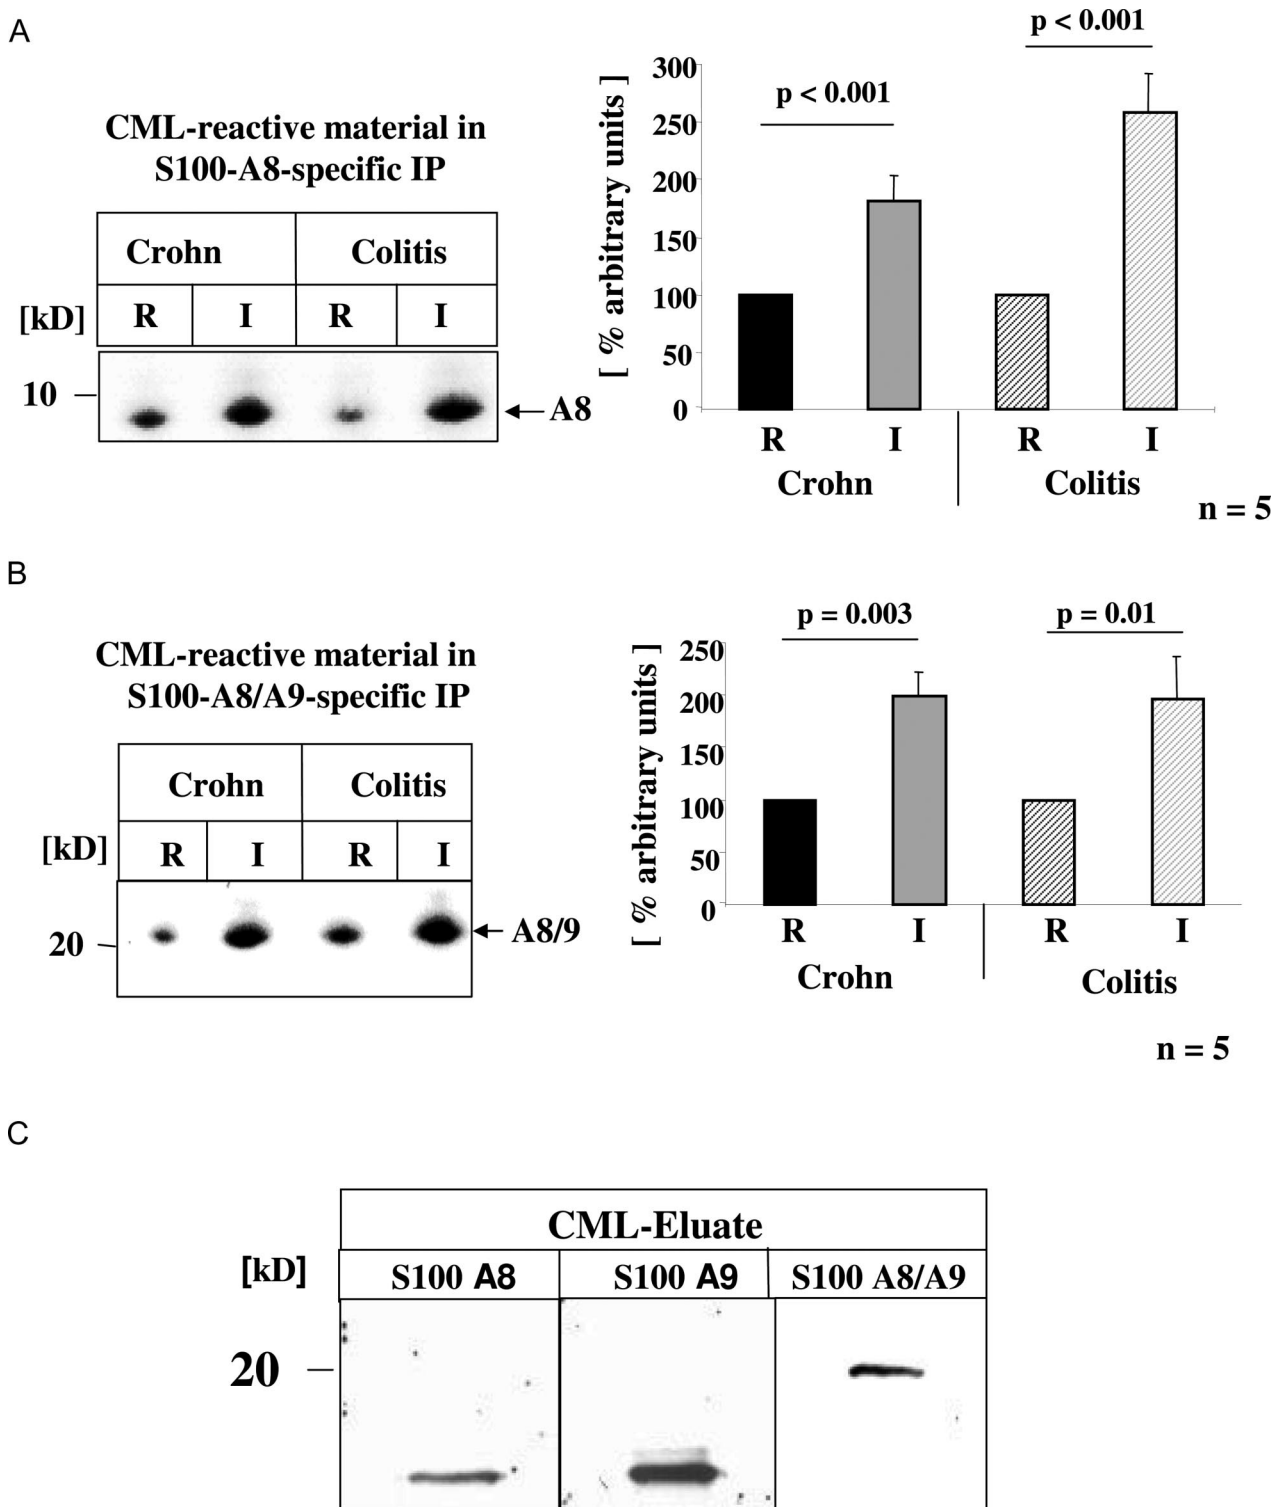 A
CML-reactive material in
S100-A8-specific IP
Crohn Colitis
[kD] R I R I
10
A8
[ % arbitrary units ]
300
250
200
150
100
50
0
p < 0.001
p < 0.001
R I R I
Crohn Colitis
n = 5
B
CML-reactive material in
S100-A8/A9-specific IP
Crohn Colitis
[kD] R I R I
20
A8/9
[ % arbitrary units ]
250
200
150
100
50
0
p = 0.003
p = 0.01
R I R I
Crohn Colitis
n = 5
C
CML-Eluate
[kD] S100 A8 S100 A9 S100 A8/A9
20